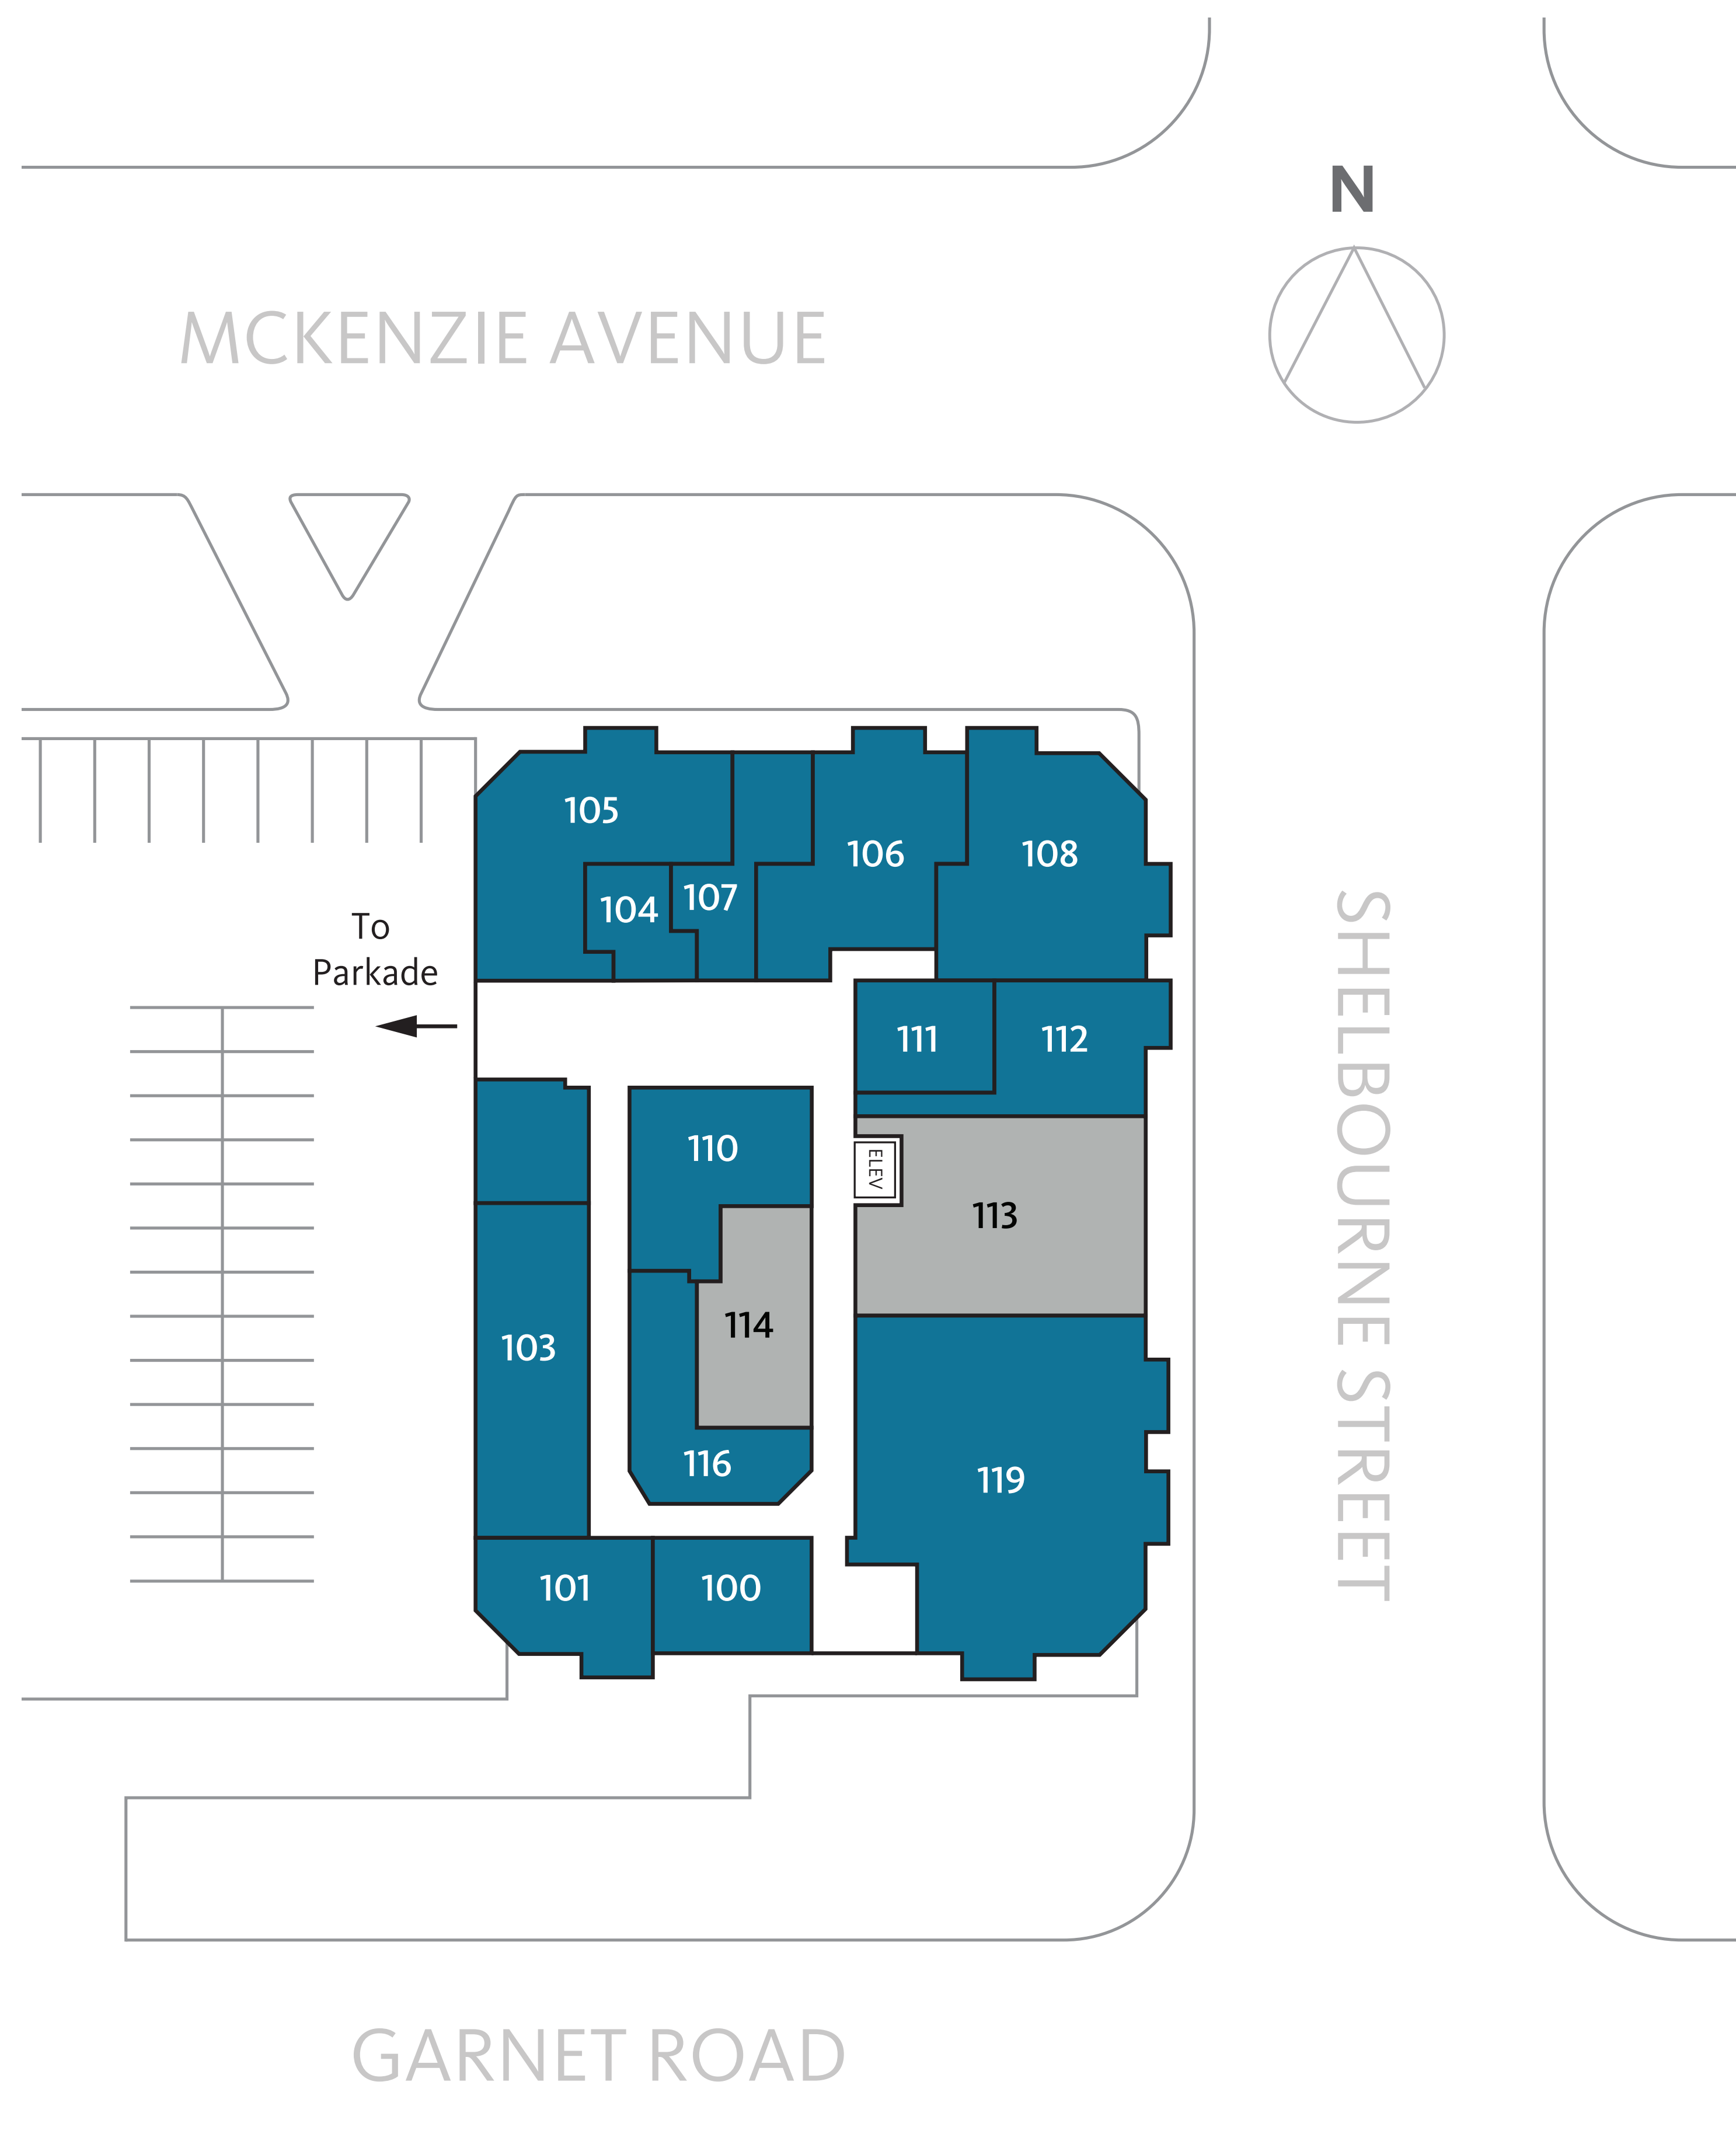 N
MCKENZIE AVENUE
105
106
108
107
104
To
Parkade
SHELBOURNE STREET
111
112
110
ELEV
113
114
103
116
119
101
100
GARNET ROAD